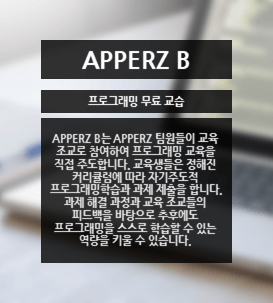 APPERZ B
프로그래밍 무료 교습
APPERZ B는 APPERZ 팀원들이 교육
조교로 참여하여 프로그래밍 교육을
직접 주도합니다. 교육생들은 정해진
커리큘럼에 따라 자기주도적
프로그래밍학습과 과제 제출을 합니다.
과제 해결 과정과 교육 조교들의
피드백을 바탕으로 추후에도
프로그래밍을 스스로 학습할 수 있는
역량을 키울 수 있습니다.